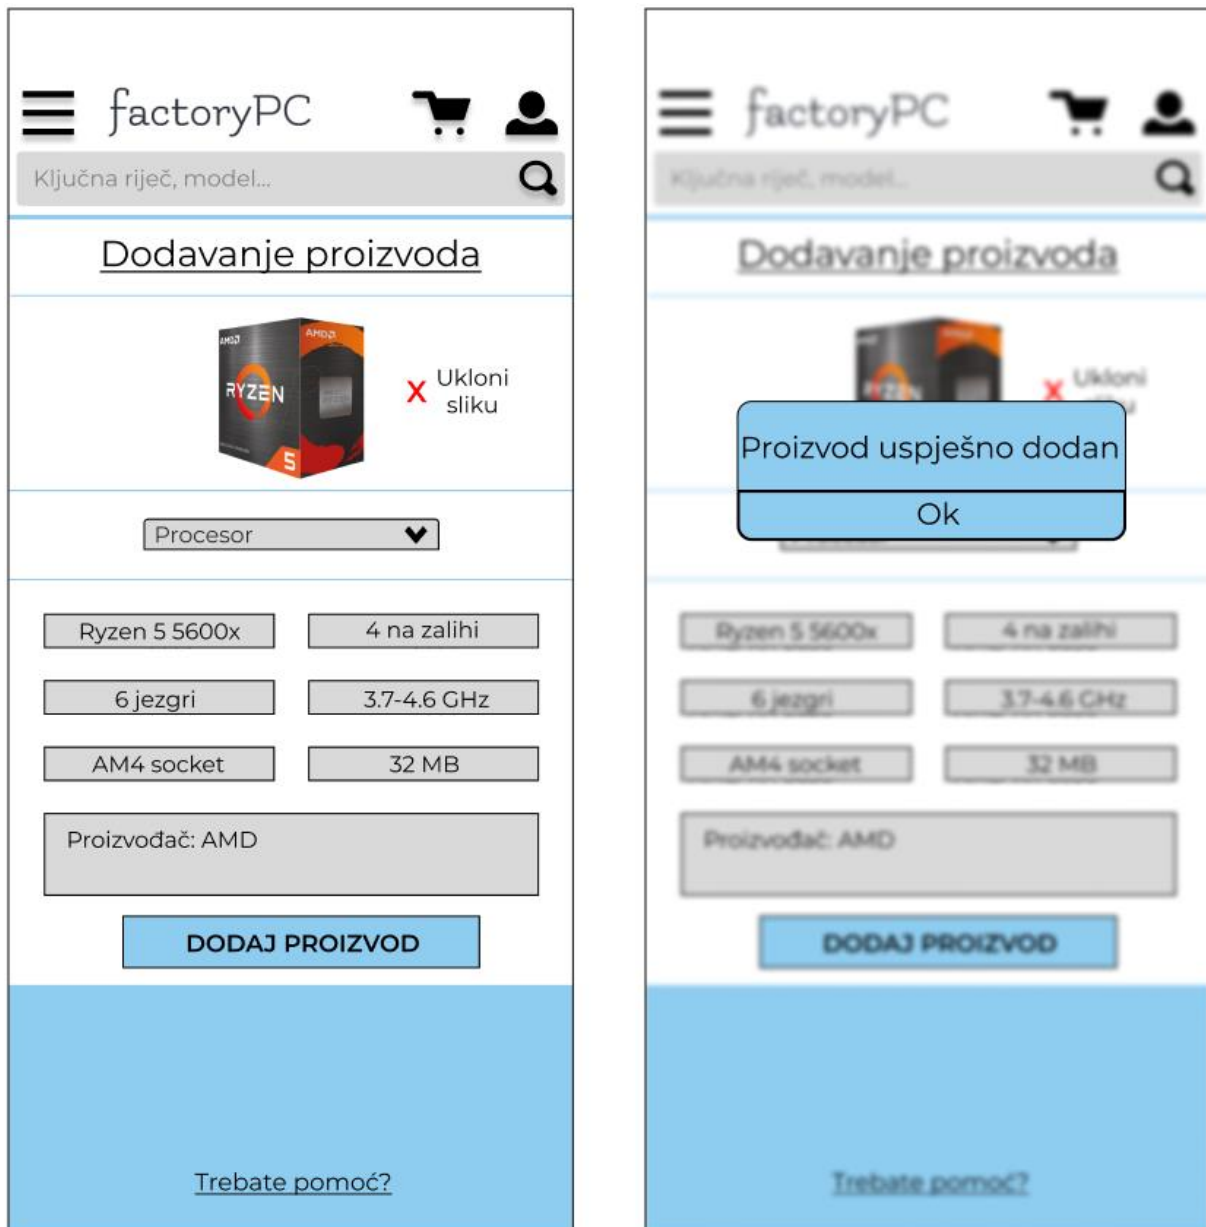 factoryPC
Ključna riječ, model...
Dodavanje proizvoda
AMD
AMD
RYZEN
5
X Ukloni
sliku
Procesor
Ryzen 5 5600x
4 na zalihi
6 jezgri
3.7-4.6 GHz
AM4 socket
32 MB
Proizvođač: AMD
DODAJ PROIZVOD
Trebate pomoć?
factoryPC
Ključna riječ, model...
Dodavanje proizvoda
RYZEN
X Ukloni
Proizvod uspješno dodan
Ok
Ryzen 5 5600x
4 na zalihi
6 jezgri
3.7-4.6 GHz
AM4 socket
32 MB
Proizvođač: AMD
DODAJ PROIZVOD
Trebate pomoć?